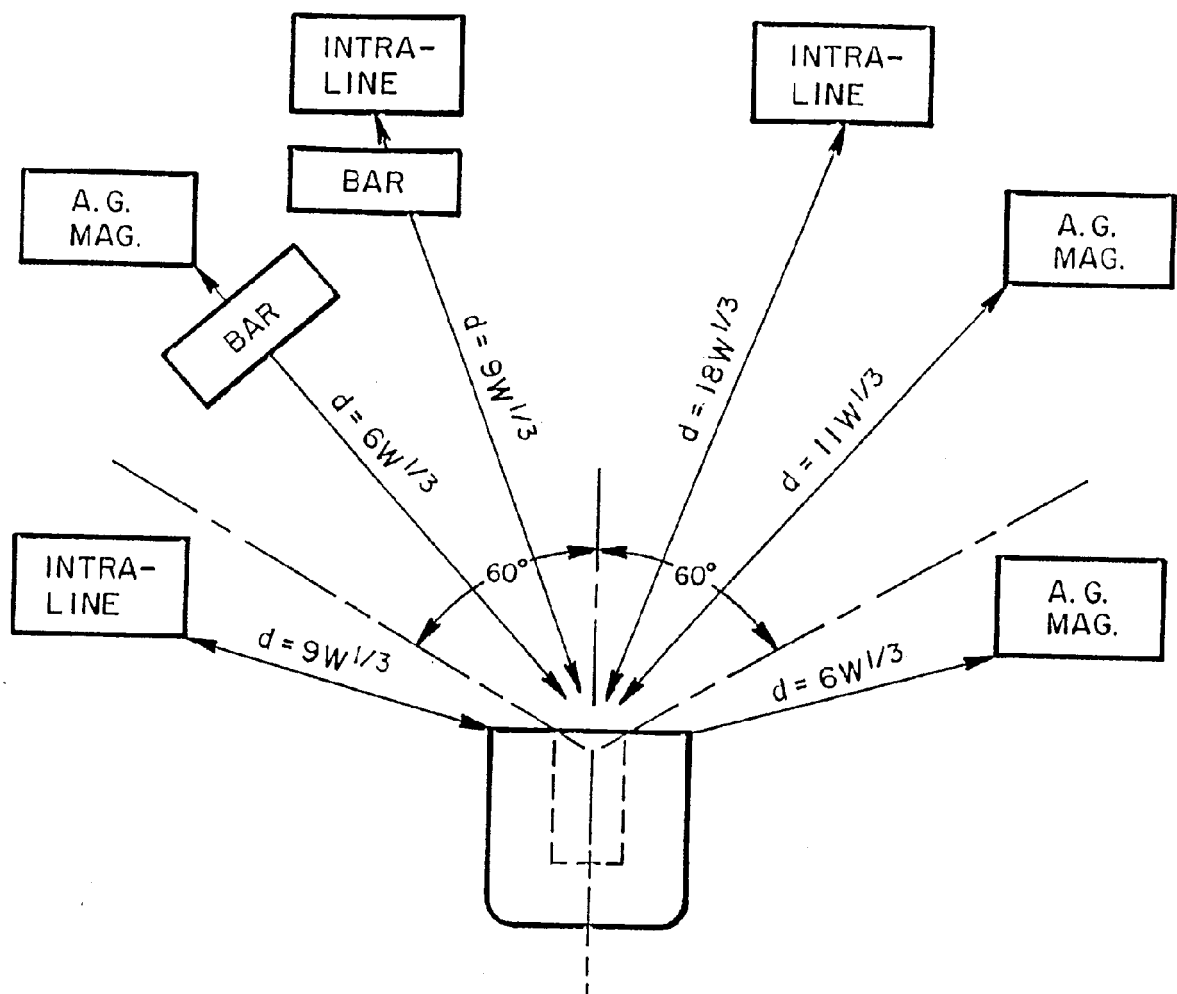 INTRA-
LINE
INTRA-
LINE
BAR
A. G.
MAG.
A. G.
MAG.
BAR
d = 9W1/3
d = 18W1/3
d = 11W1/3
d = 6W1/3
60°
60°
INTRA-
LINE
A. G.
MAG.
d = 9W1/3
d = 6W1/3